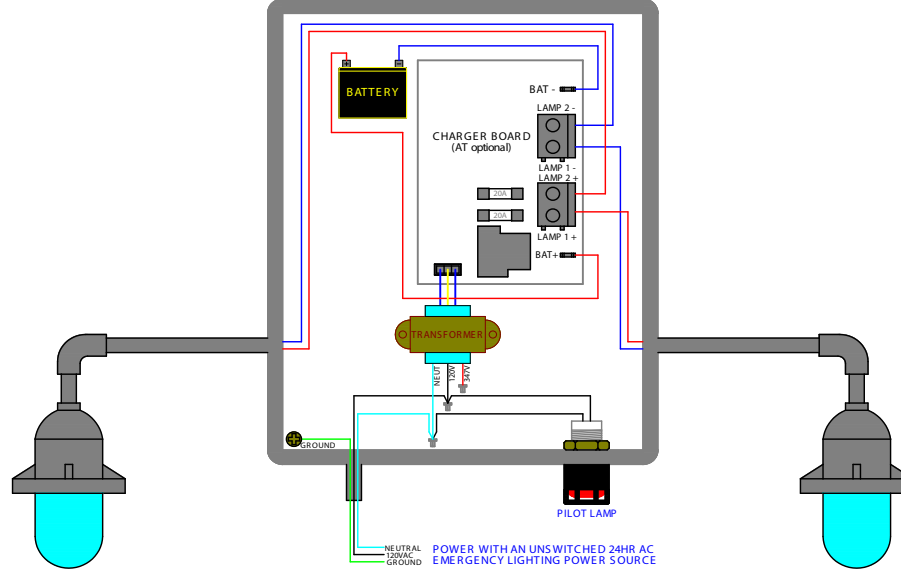 BATTERY
BAT -
LAMP 2 -
CHARGER BOARD
(AT optional)
LAMP 1 -
LAMP 2 +
20A
20A
LAMP 1 +
BAT+
TRANSFORMER
NEUT
120V
347V
GROUND
PILOT LAMP
NEUTRAL
120VAC
GROUND
POWER WITH AN UNSWITCHED 24HR AC
EMERGENCY LIGHTING POWER SOURCE